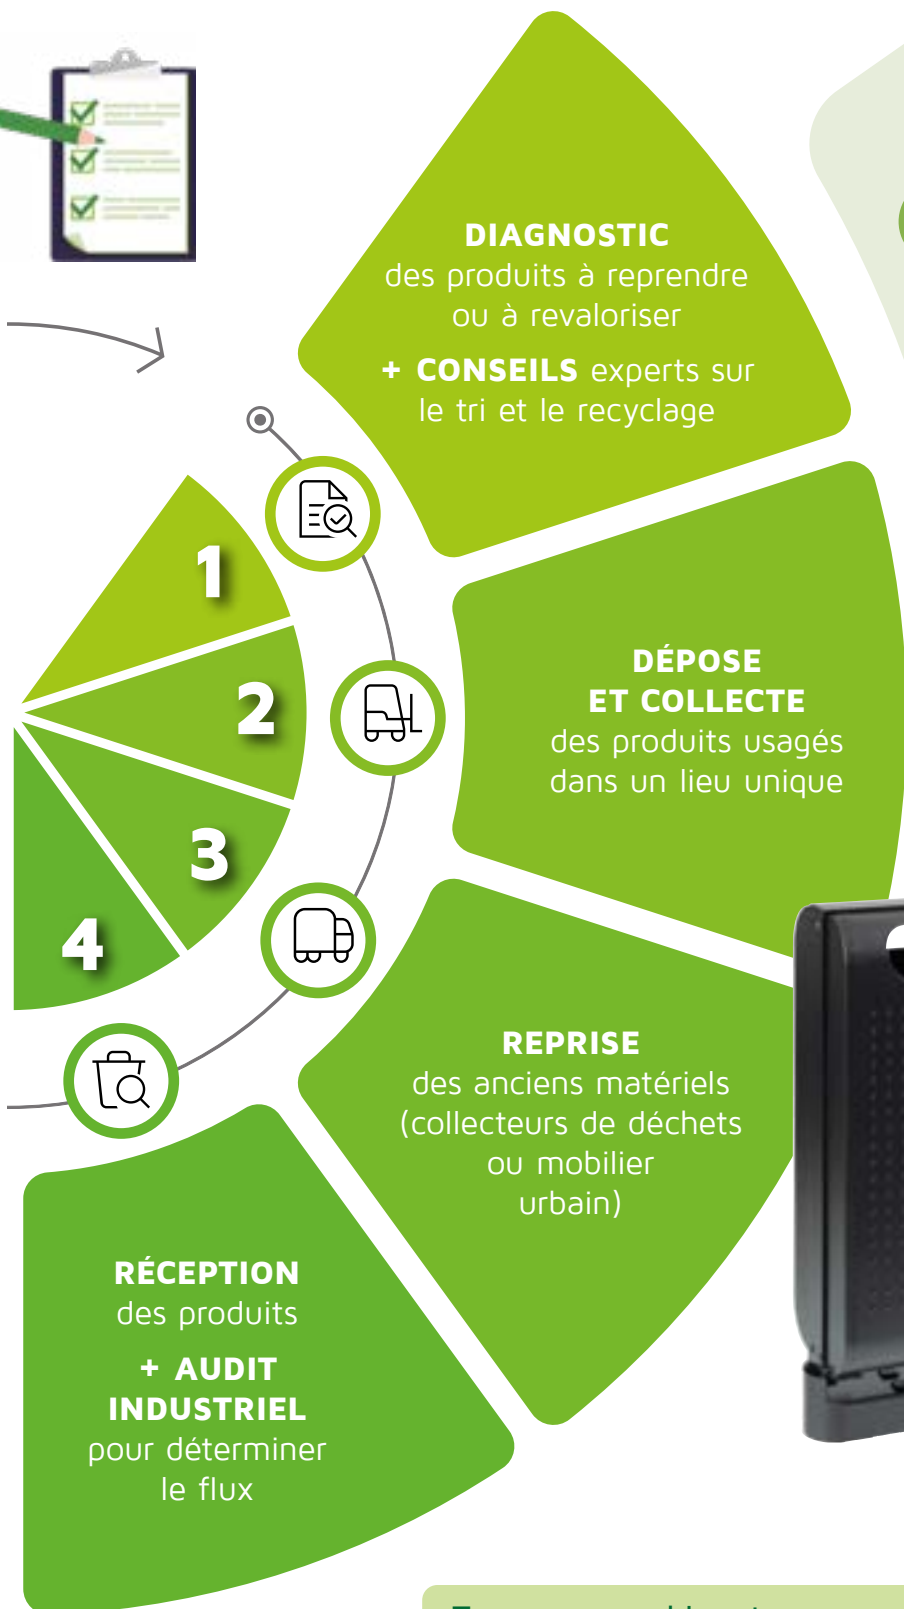 DIAGNOSTIC
des produits à reprendre
ou à revaloriser
+ CONSEILS experts sur
le tri et le recyclage
1
2
3
4
DÉPOSE
ET COLLECTE
des produits usagés
dans un lieu unique
REPRISE
des anciens matériels
(collecteurs de déchets
ou mobilier
urbain)
RÉCEPTION
des produits
+ AUDIT
INDUSTRIEL
pour déterminer
le flux